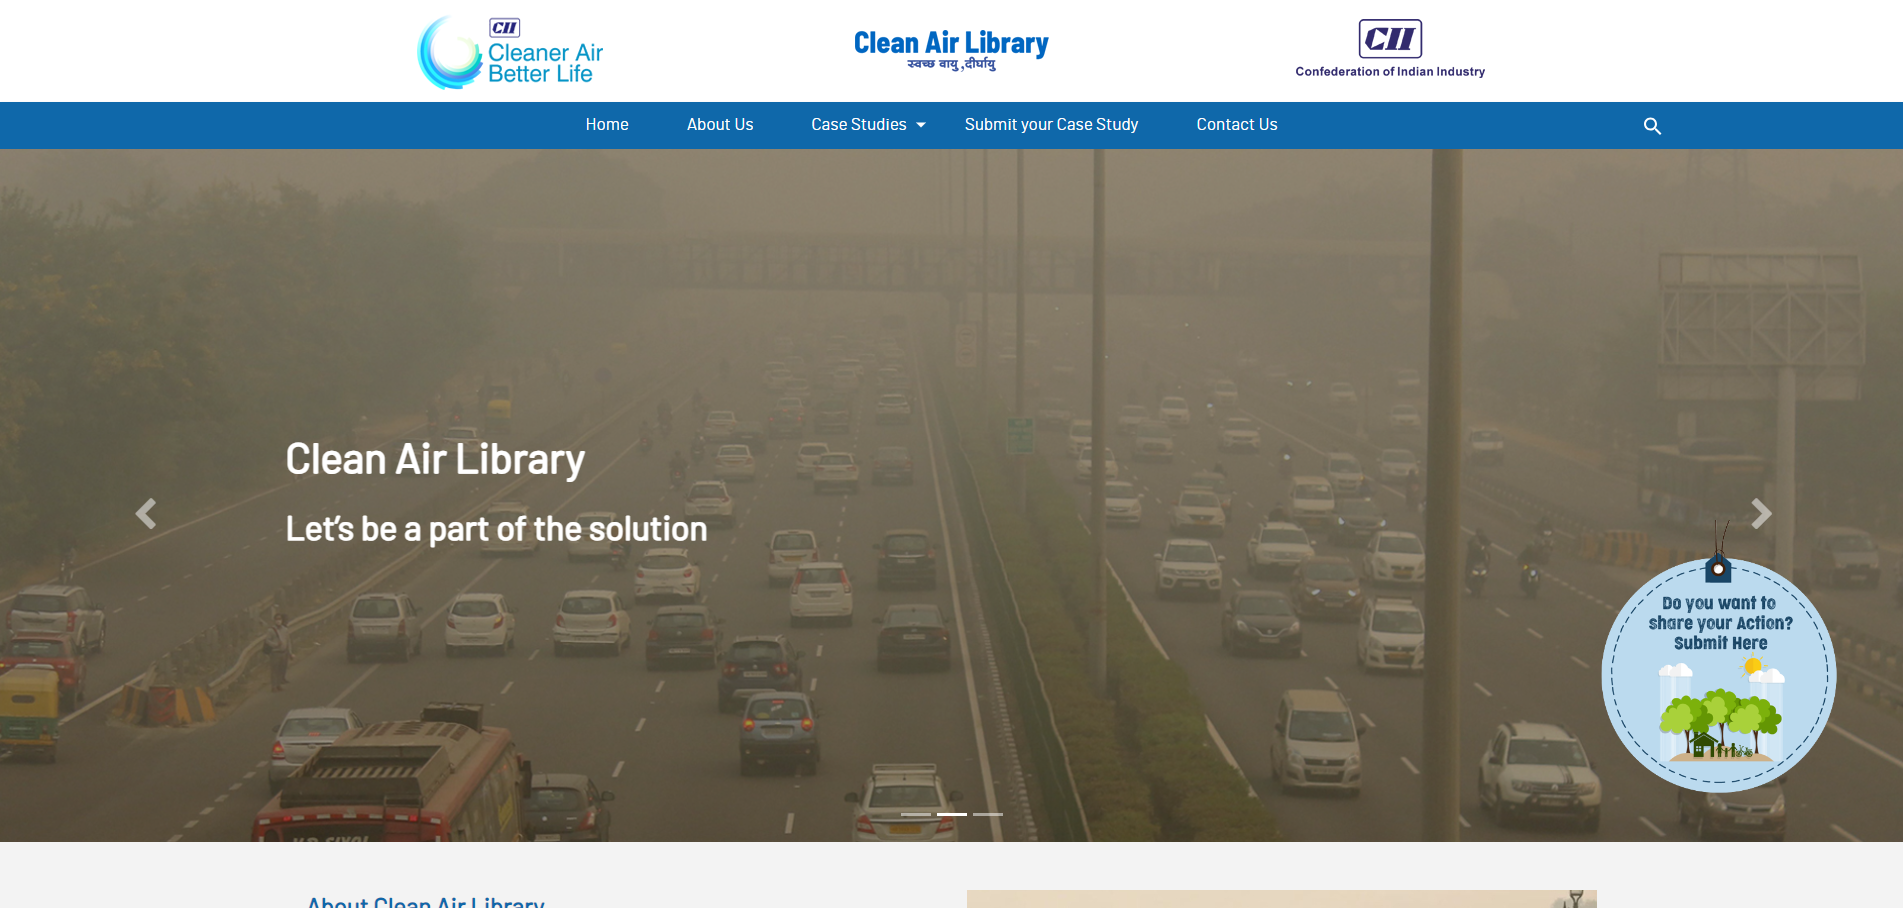 CII
Cleaner Air
Better Life
Clean Air Library
स्वच्छ वायु ,दीर्घायु
CII
Confederation of Indian Industry
Home
About Us
Case Studies
Submit your Case Study
Contact Us
Clean Air Library
Let's be a part of the solution
Do you want to
share your Action?
Submit Here
About Clean Air Library